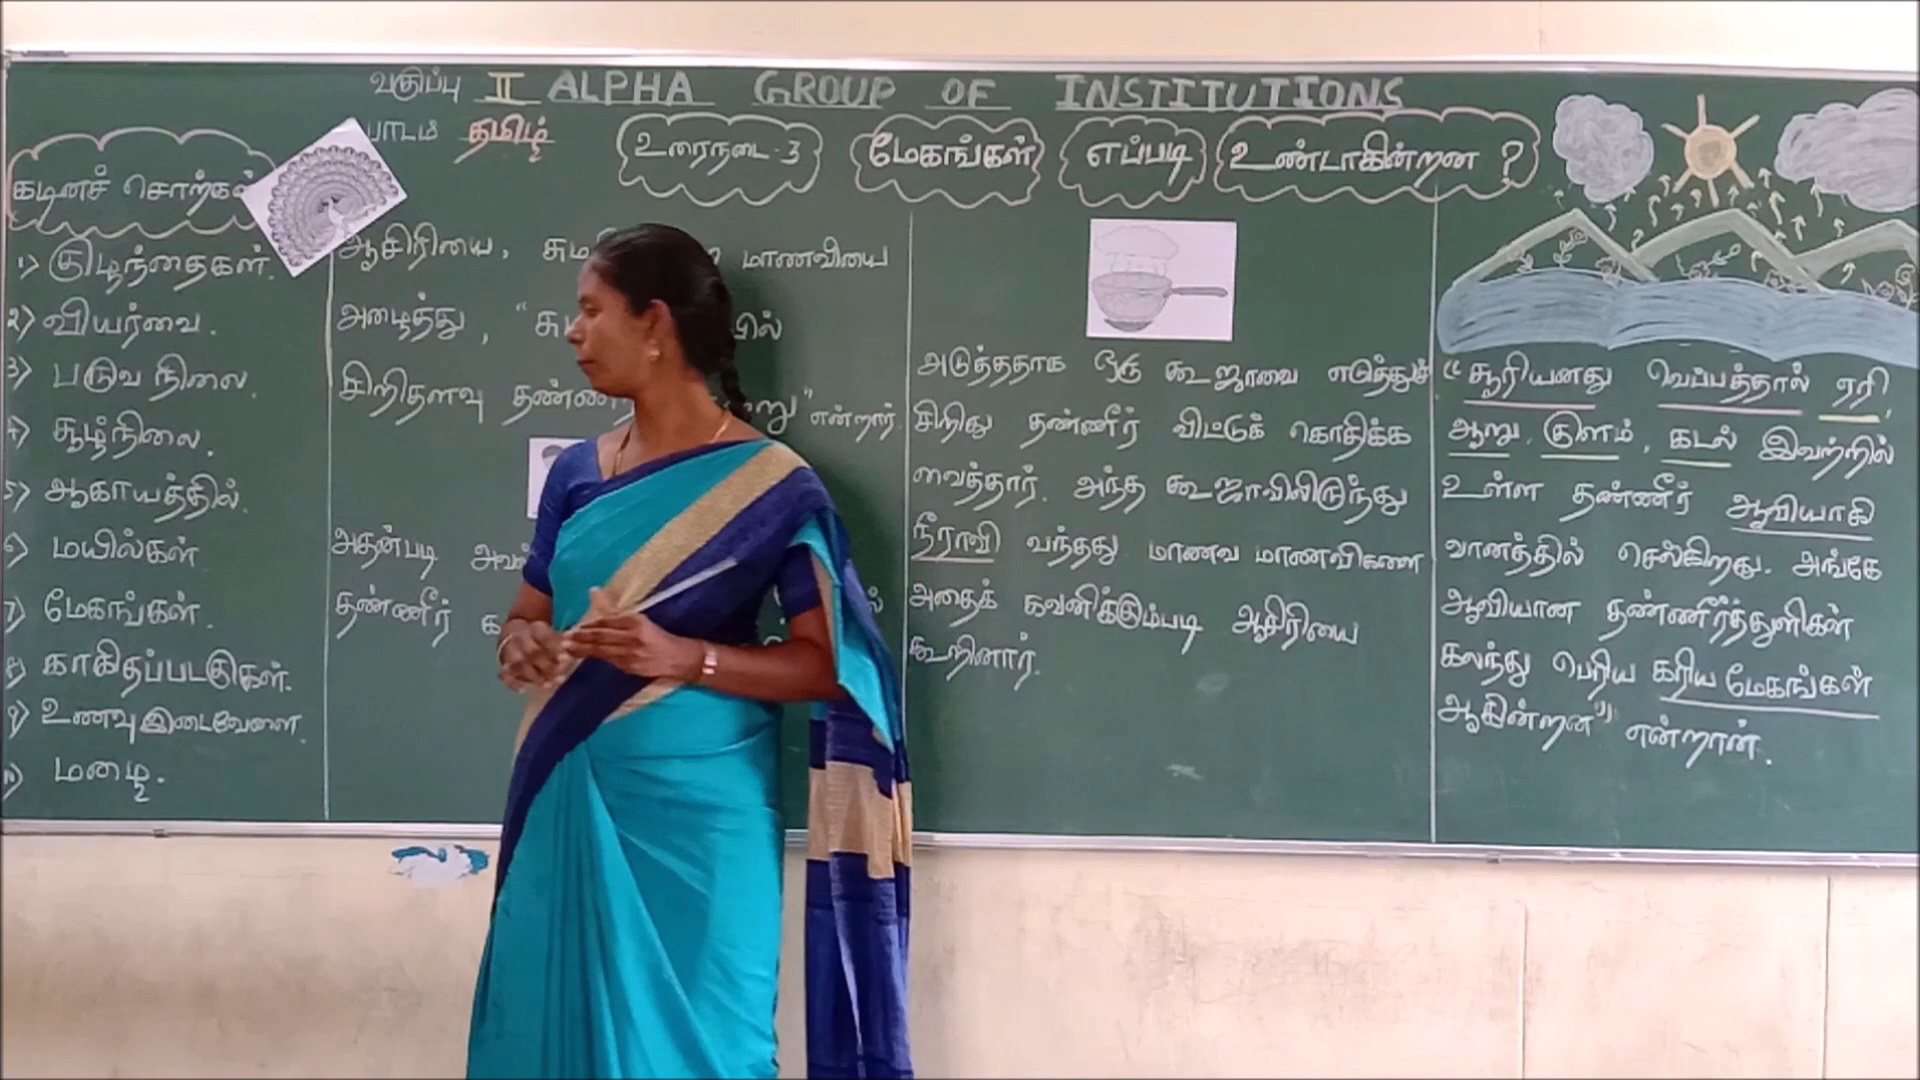 வகுப்பு II ALPHA GROUP OF INSTITUTIONS
பாடம் தமிழ்
உரைநடை-3 மேகங்கள் எப்படி உண்டாகின்றன ?
கடினச் சொற்கள்
1) குழந்தைகள்.
2) வியர்வை.
3) பருவ நிலை.
4) சூழ்நிலை.
5) ஆகாயத்தில்.
6) மயில்கள்
7) மேகங்கள்.
8) காகிதப்படகுகள்.
9) உணவு இடைவேளை.
10) மழை.
ஆசிரியை, மாணவியை
அழைத்து, "
சிறிதளவு என்றார்.
அதன்படி
தண்ணீர்
அடுத்ததாக ஒரு கூஜாவை எடுத்துச்
சிறிது தண்ணீர் விட்டுக் கொதிக்க
வைத்தார். அந்த கூஜாவிலிருந்து
நீராவி வந்தது மாணவ மாணவிகளை
அதைக் கவனிக்கும்படி ஆசிரியை
கூறினார்.
"சூரியனது வெப்பத்தால் ஏரி,
ஆறு, குளம், கடல் இவற்றில்
உள்ள தண்ணீர் ஆவியாகி
வானத்தில் செல்கிறது. அங்கே
ஆவியான தண்ணீர்த்துளிகள்
கலந்து பெரிய கரிய மேகங்கள்
ஆகின்றன" என்றான்.